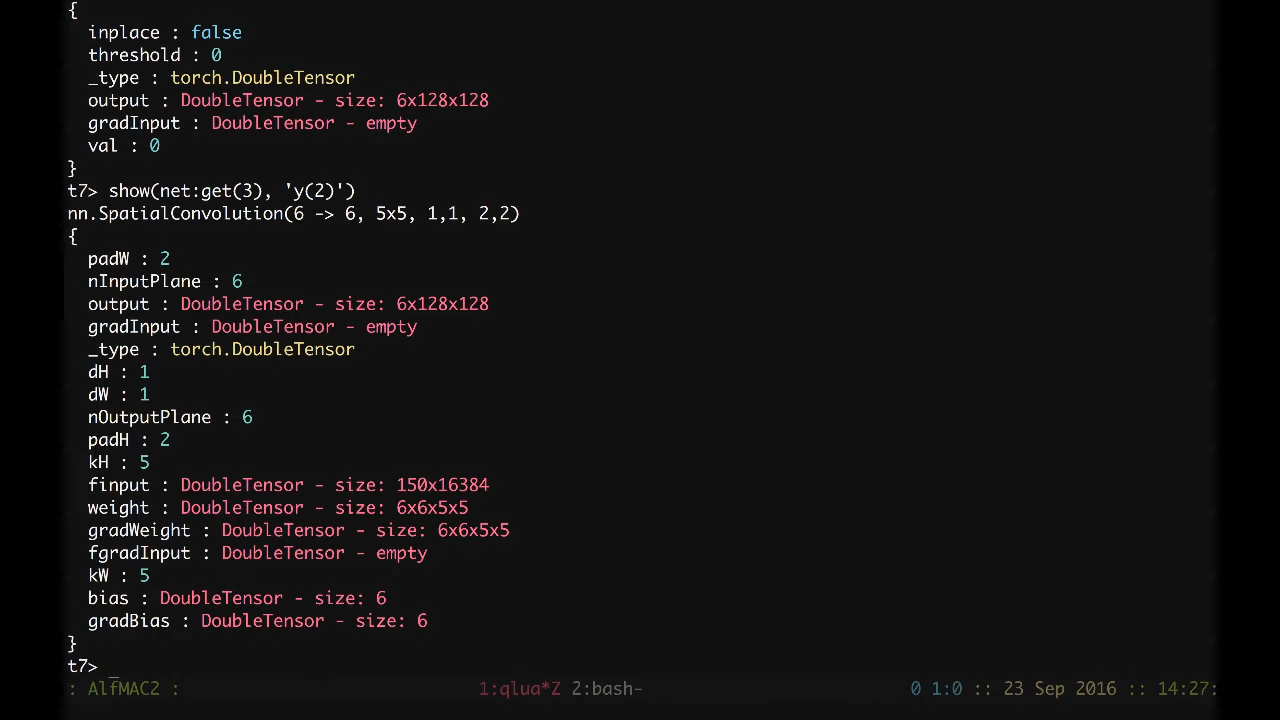 {
  inplace : false
  threshold : 0
  _type : torch.DoubleTensor
  output : DoubleTensor - size: 6x128x128
  gradInput : DoubleTensor - empty
  val : 0
}
t7> show(net:get(3), 'y(2)')
nn.SpatialConvolution(6 -> 6, 5x5, 1,1, 2,2)
{
  padW : 2
  nInputPlane : 6
  output : DoubleTensor - size: 6x128x128
  gradInput : DoubleTensor - empty
  _type : torch.DoubleTensor
  dH : 1
  dW : 1
  nOutputPlane : 6
  padH : 2
  kH : 5
  finput : DoubleTensor - size: 150x16384
  weight : DoubleTensor - size: 6x6x5x5
  gradWeight : DoubleTensor - size: 6x6x5x5
  fgradInput : DoubleTensor - empty
  kW : 5
  bias : DoubleTensor - size: 6
  gradBias : DoubleTensor - size: 6
}
t7> _
: AlfMAC2 : 1:qlua*Z 2:bash- 0 1:0 :: 23 Sep 2016 :: 14:27: